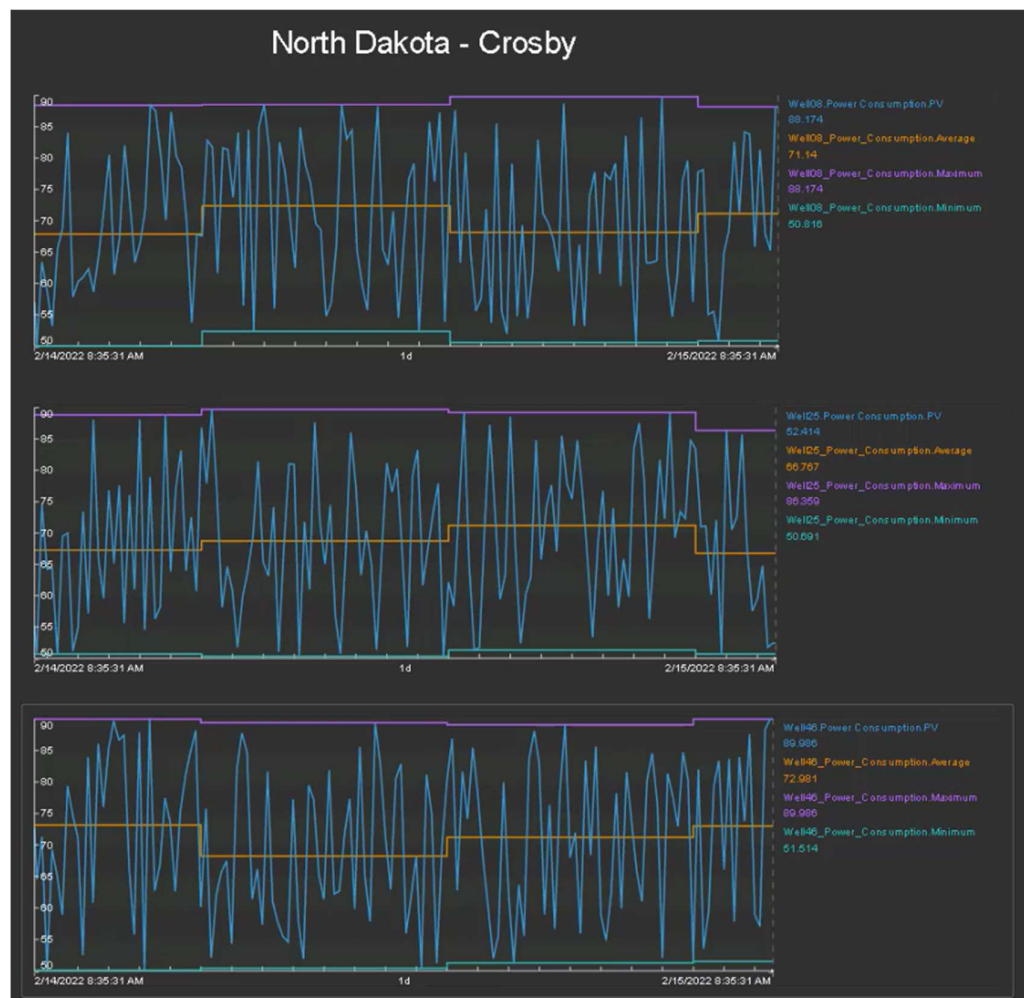 North Dakota - Crosby
90
85
80
75
70
65
60
55
50
2/14/2022 8:35:31 AM 1d 2/15/2022 8:35:31 AM
Well08.Power Consumption.PV
88.174
Well08_Power_Consumption.Average
71.14
Well08_Power_Consumption.Maximum
88.174
Well08_Power_Consumption.Minimum
50.816
90
85
80
75
70
65
60
55
50
2/14/2022 8:35:31 AM 1d 2/15/2022 8:35:31 AM
Well25.Power Consumption.PV
52.414
Well25_Power_Consumption.Average
66.767
Well25_Power_Consumption.Maximum
86.359
Well25_Power_Consumption.Minimum
50.691
90
85
80
75
70
65
60
55
50
2/14/2022 8:35:31 AM 1d 2/15/2022 8:35:31 AM
Well46.Power Consumption.PV
89.986
Well46_Power_Consumption.Average
72.981
Well46_Power_Consumption.Maximum
89.986
Well46_Power_Consumption.Minimum
51.514